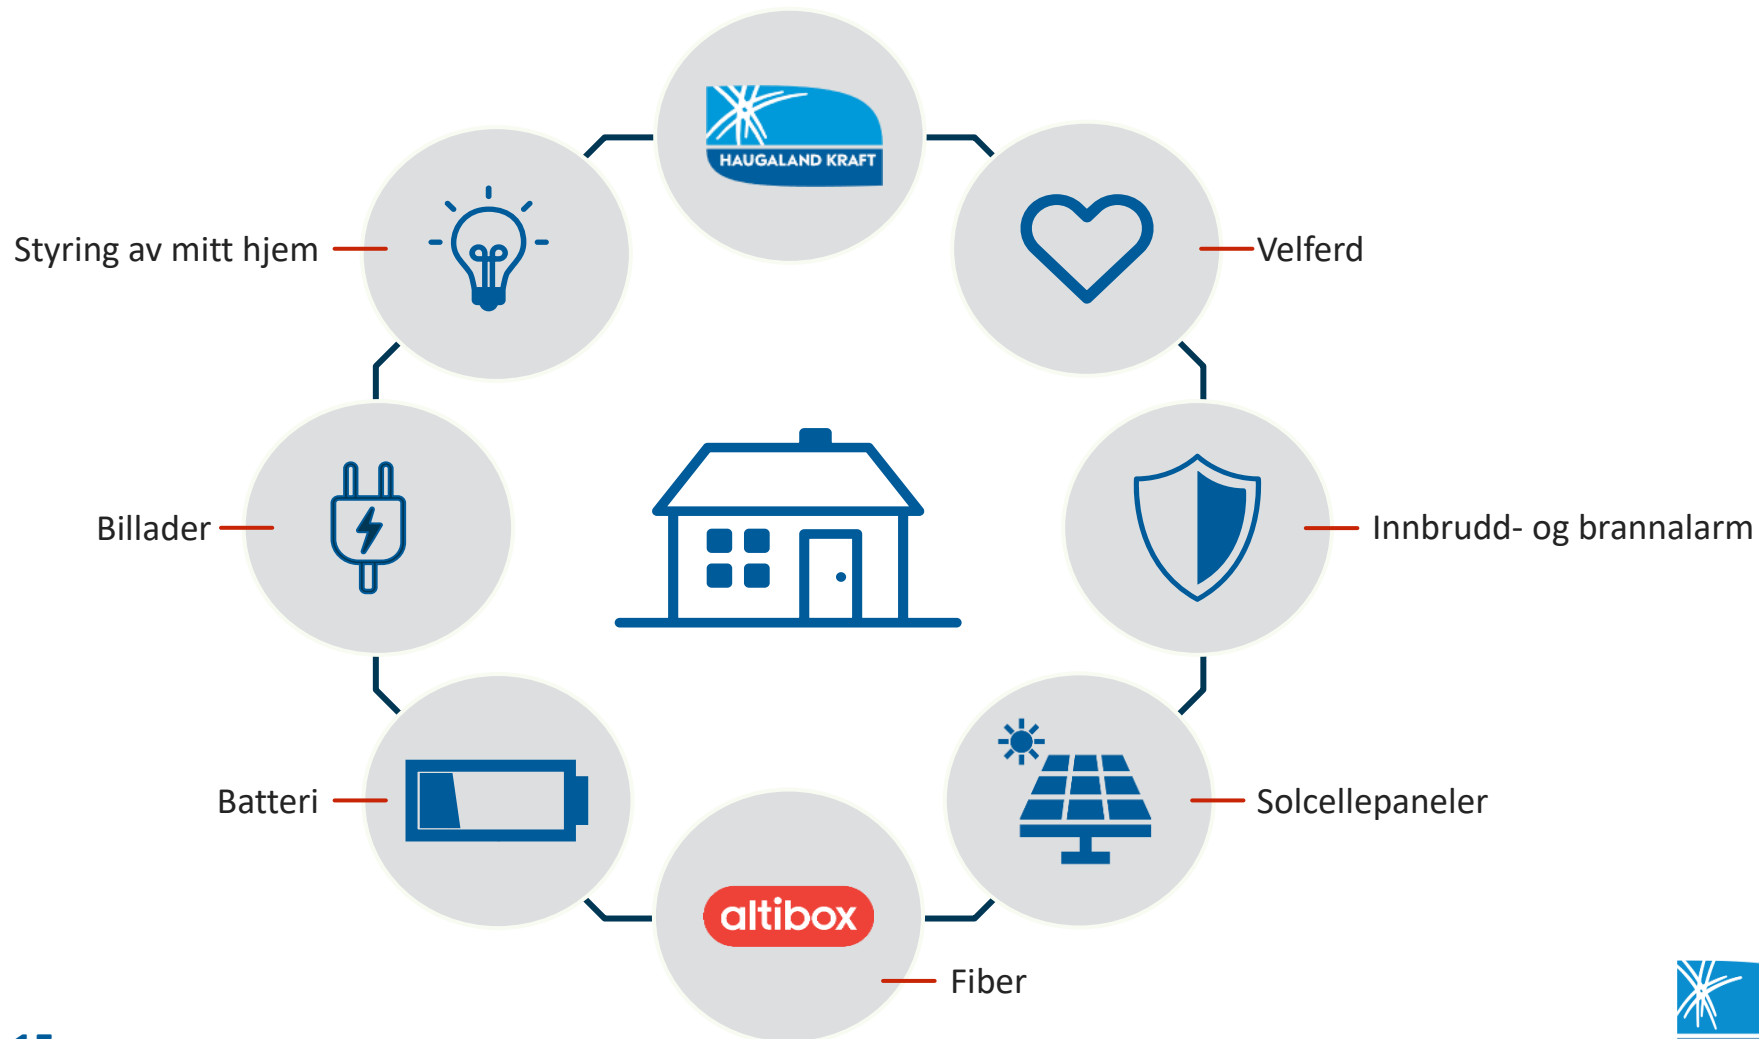 HAUGALAND KRAFT
Styring av mitt hjem
Velferd
Billader
Innbrudd- og brannalarm
Batteri
Solcellepaneler
altibox
Fiber